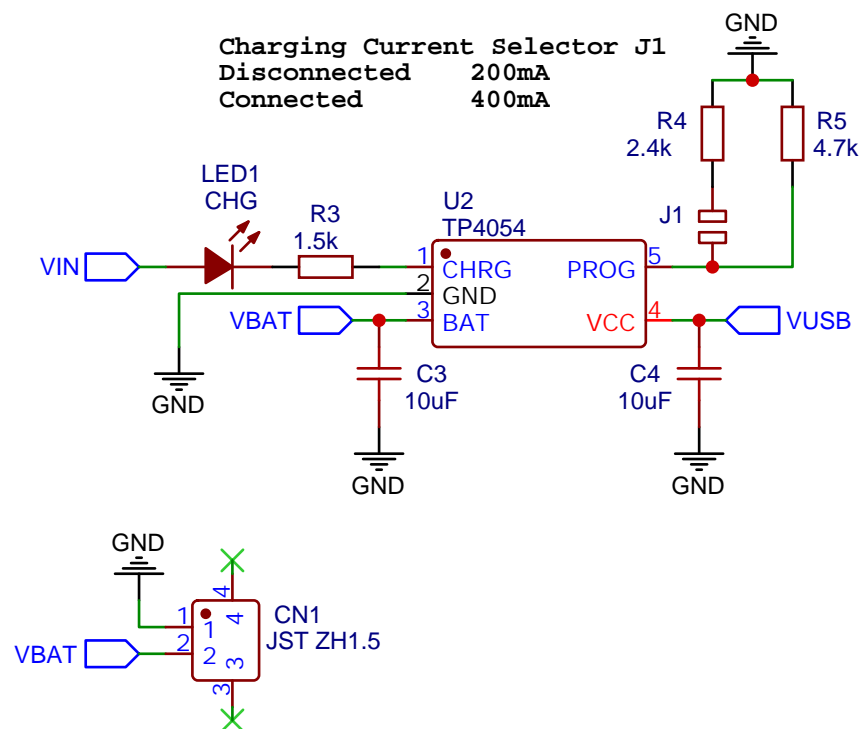 Charging Current Selector J1
Disconnected 200mA
Connected 400mA
GND
R4
2.4k
R5
4.7k
J1
LED1
CHG
R3
1.5k
U2
TP4054
VIN
1
CHRG
PROG
5
2
GND
VBAT
3
BAT
VCC
4
VUSB
GND
C3
10uF
C4
10uF
GND
GND
GND
4
4
CN1
JST ZH1.5
1
1
VBAT
2
2
3
3